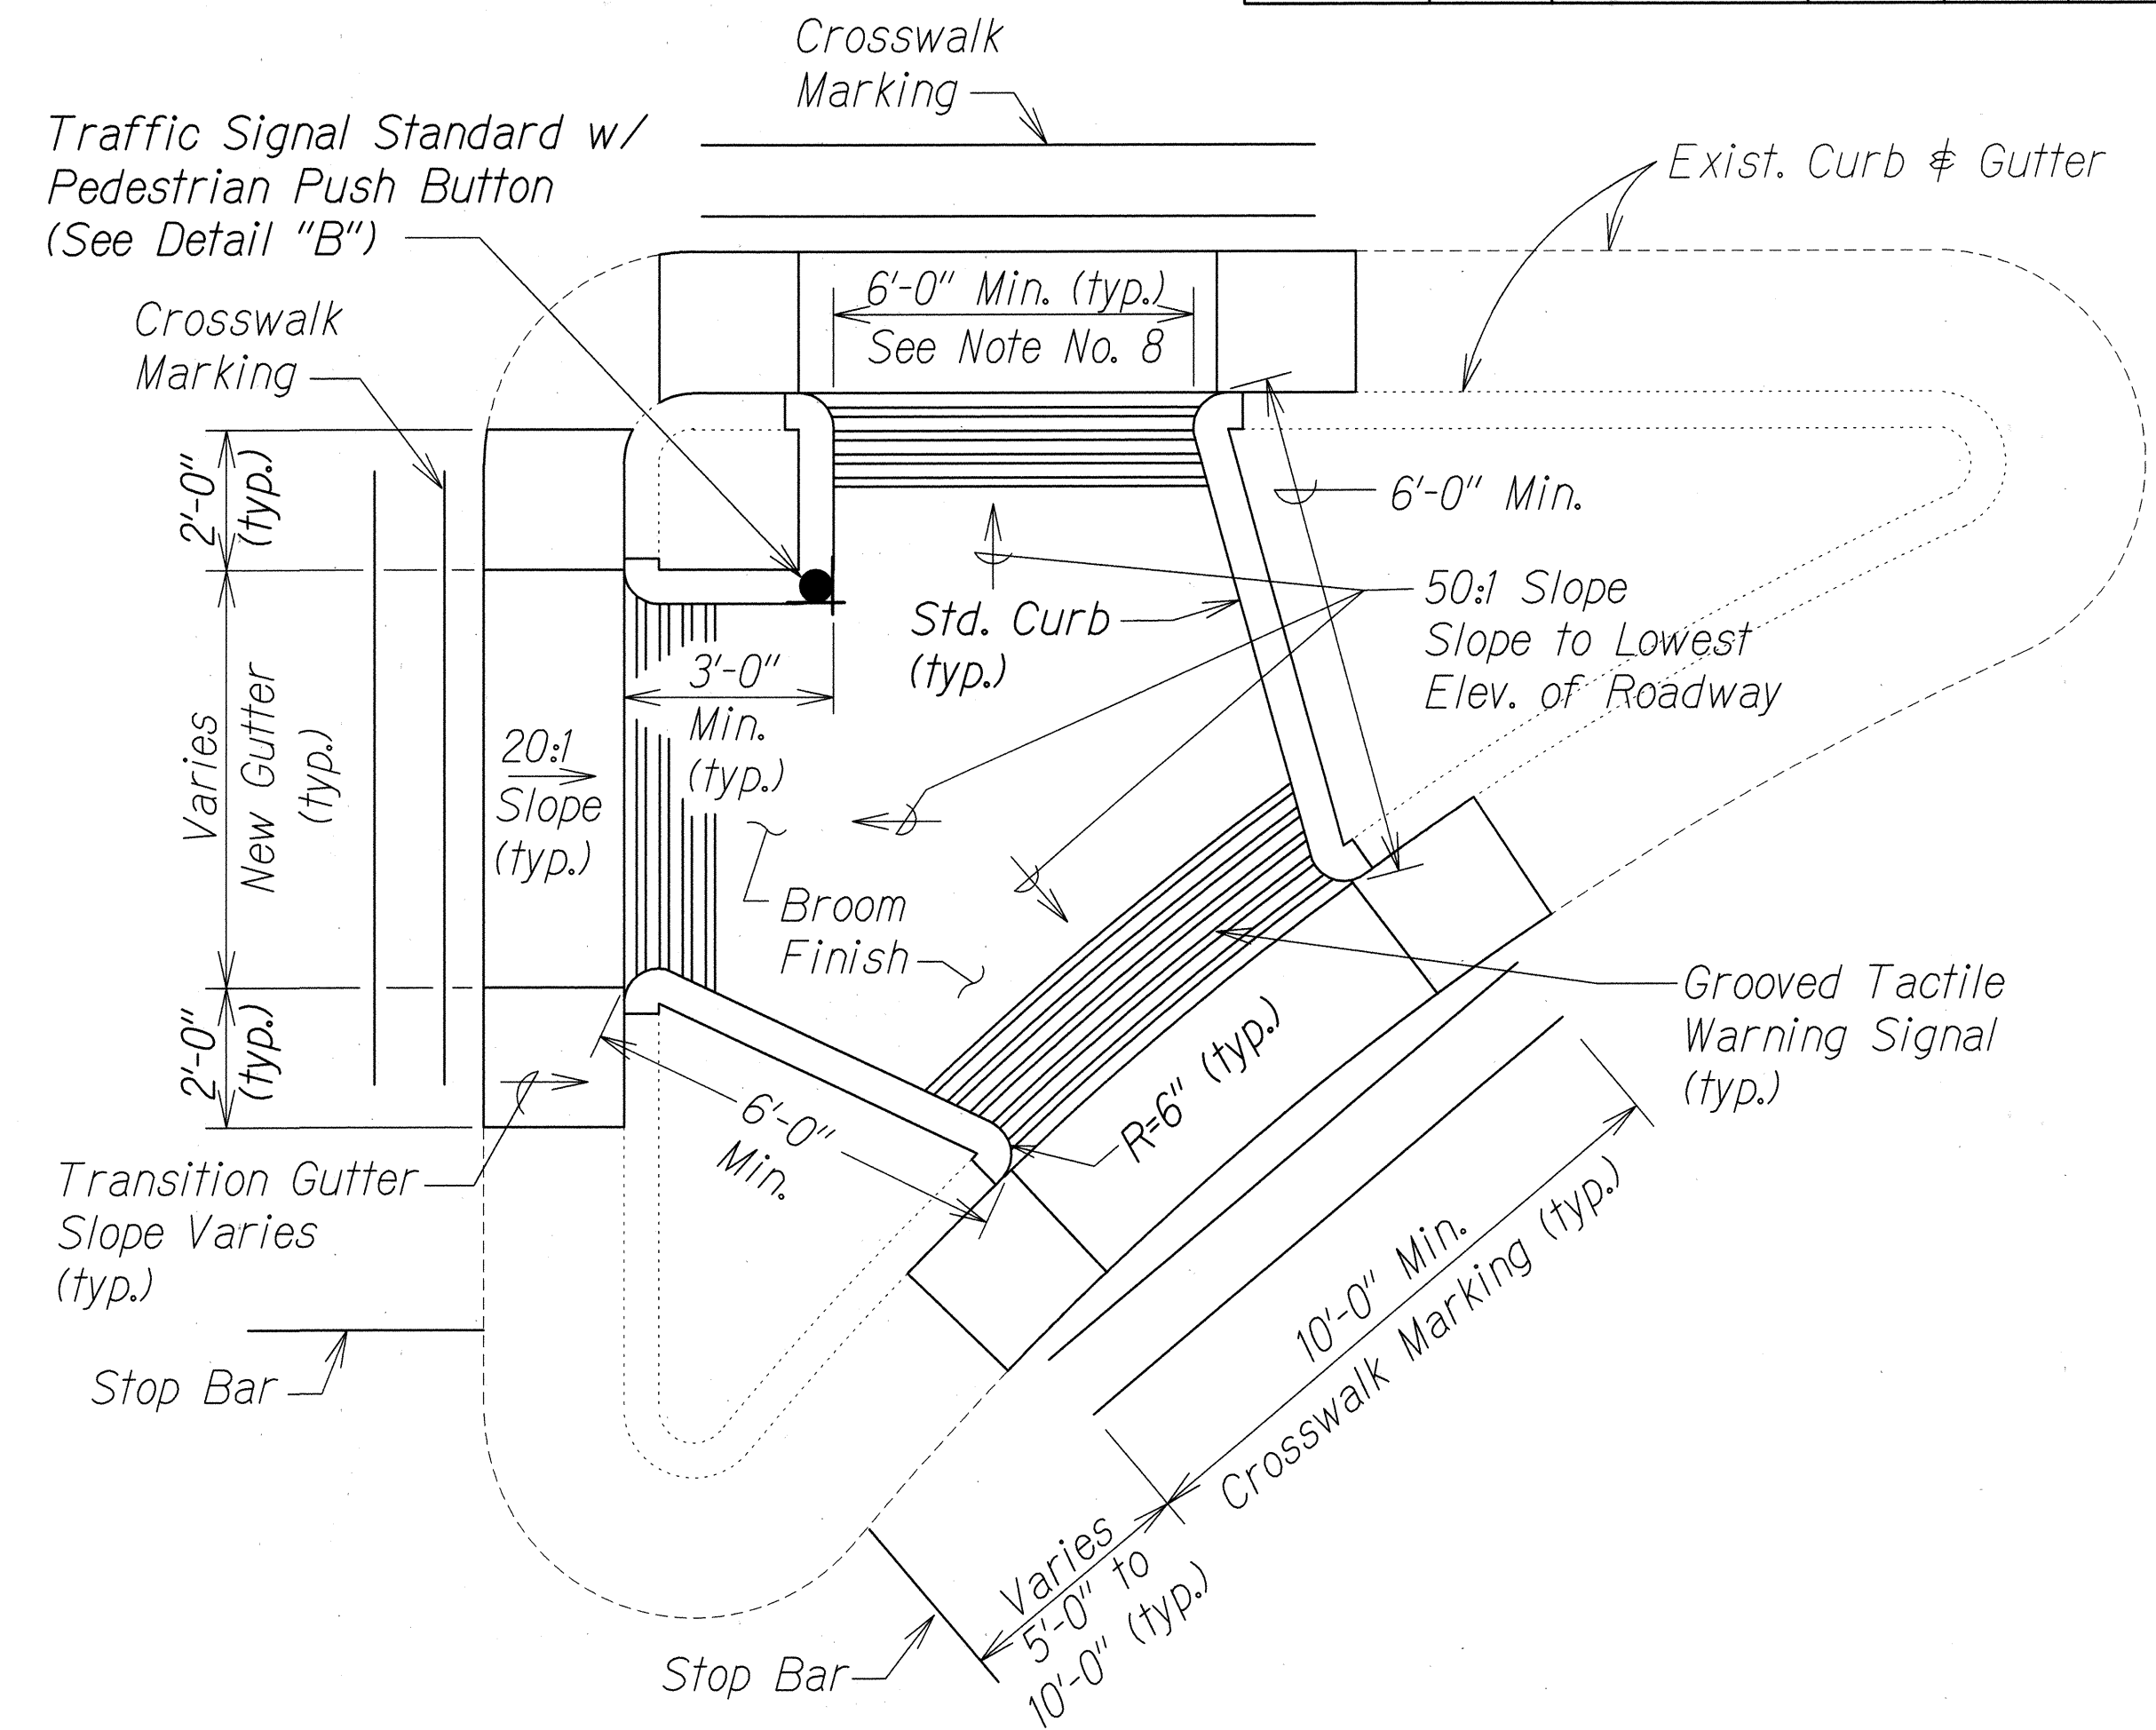 Crosswalk
Marking
Traffic Signal Standard w/
Pedestrian Push Button
(See Detail "B")
Exist. Curb & Gutter
Crosswalk
Marking
6'-0" Min. (typ.)
See Note No. 8
2'-0"
(typ.)
6'-0" Min.
50:1 Slope
Slope to Lowest
Elev. of Roadway
Std. Curb
(typ.)
3'-0"
Min.
(typ.)
Varies
New Gutter
(typ.)
20:1
Slope
(typ.)
Broom
Finish
Grooved Tactile
Warning Signal
(typ.)
2'-0"
(typ.)
6'-0"
Min.
R=6" (typ.)
Transition Gutter
Slope Varies
(typ.)
10'-0" Min.
Crosswalk Marking (typ.)
Stop Bar
Varies
5'-0" to
10'-0" (typ.)
Stop Bar